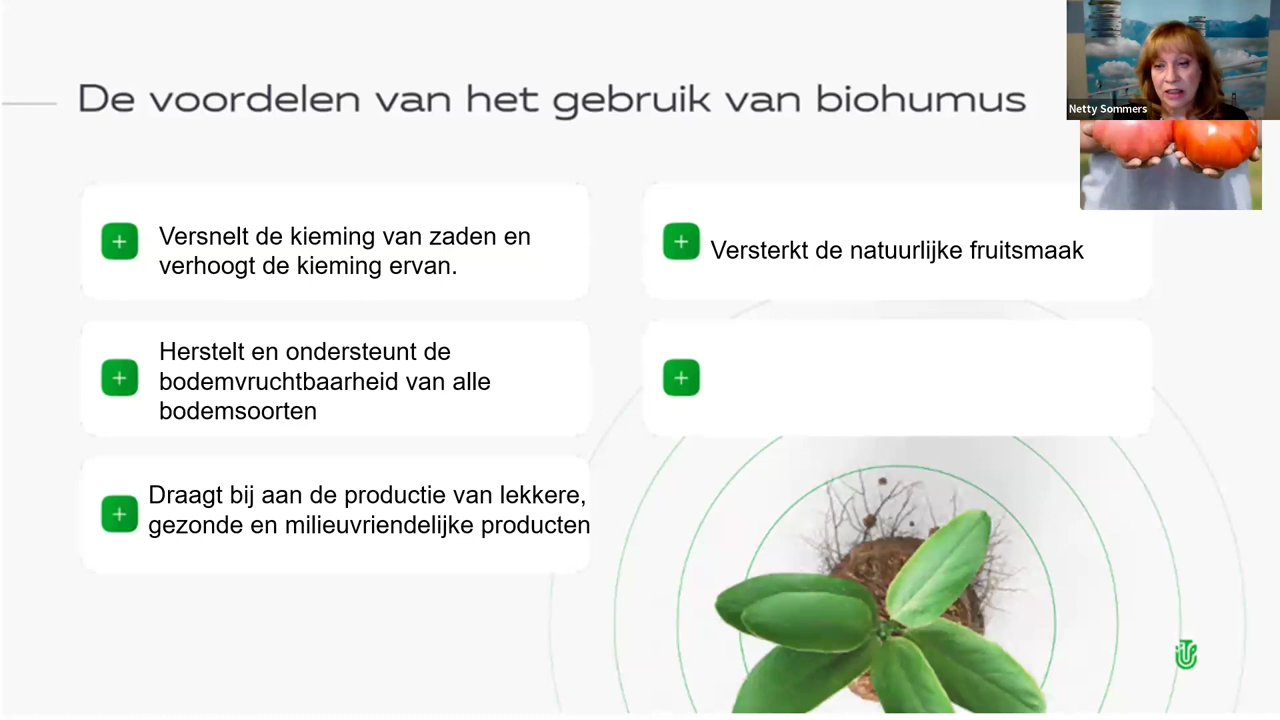 De voordelen van het gebruik van biohumus
Netty Sommers
Versnelt de kieming van zaden en
verhoogt de kieming ervan.
Versterkt de natuurlijke fruitsmaak
Herstelt en ondersteunt de
bodemvruchtbaarheid van alle
bodemsoorten
Draagt bij aan de productie van lekkere,
gezonde en milieuvriendelijke producten